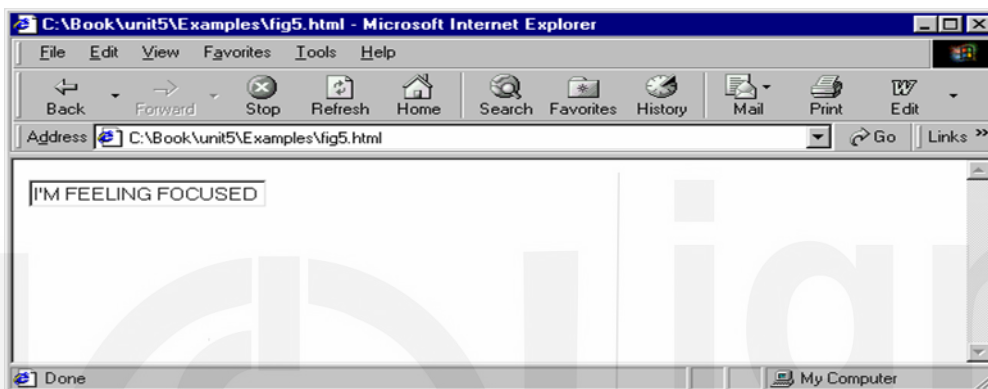 C:\Book\unit5\Examples\fig5.html - Microsoft Internet Explorer
File Edit View Favorites Tools Help
Back Forward Stop Refresh Home Search Favorites History Mail Print Edit
Address C:\Book\unit5\Examples\fig5.html Go Links »
I'M FEELING FOCUSED
ign
Done My Computer